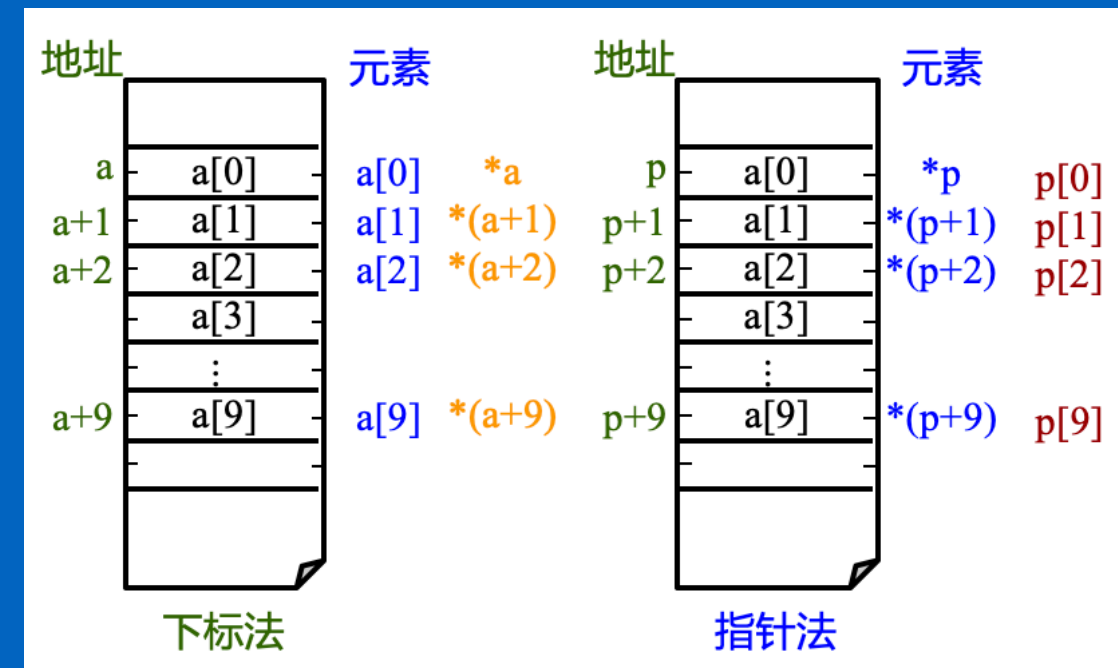 地址 元素 地址 元素
a a[0] a[0] *a p a[0] *p p[0]
a+1 a[1] a[1] *(a+1) p+1 a[1] *(p+1) p[1]
a+2 a[2] a[2] *(a+2) p+2 a[2] *(p+2) p[2]
a[3] a[3]
⋮ ⋮
a+9 a[9] a[9] *(a+9) p+9 a[9] *(p+9) p[9]
下标法 指针法